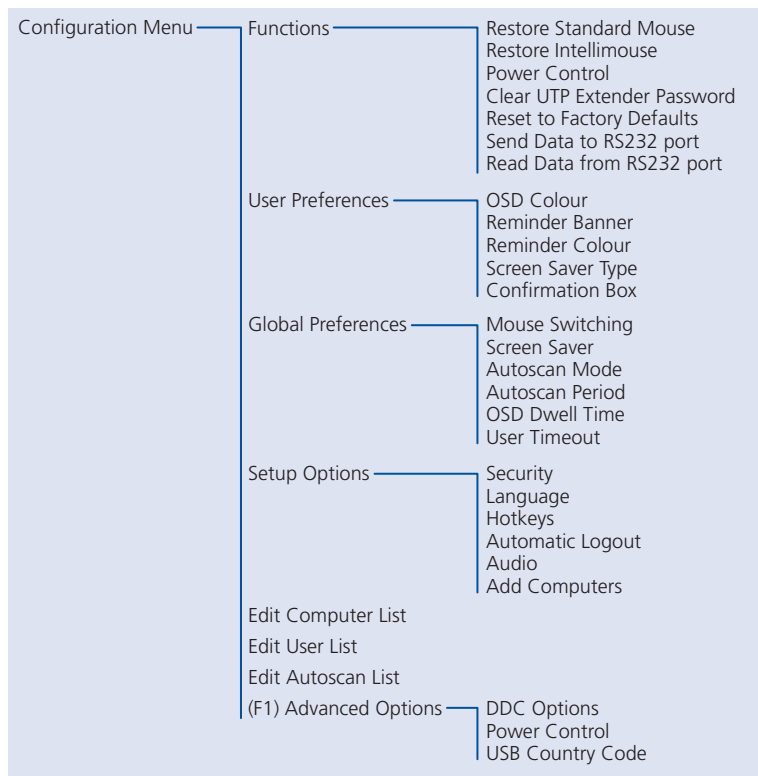 Configuration Menu
Functions
Restore Standard Mouse
Restore Intellimouse
Power Control
Clear UTP Extender Password
Reset to Factory Defaults
Send Data to RS232 port
Read Data from RS232 port
User Preferences
OSD Colour
Reminder Banner
Reminder Colour
Screen Saver Type
Confirmation Box
Global Preferences
Mouse Switching
Screen Saver
Autoscan Mode
Autoscan Period
OSD Dwell Time
User Timeout
Setup Options
Security
Language
Hotkeys
Automatic Logout
Audio
Add Computers
Edit Computer List
Edit User List
Edit Autoscan List
(F1) Advanced Options
DDC Options
Power Control
USB Country Code